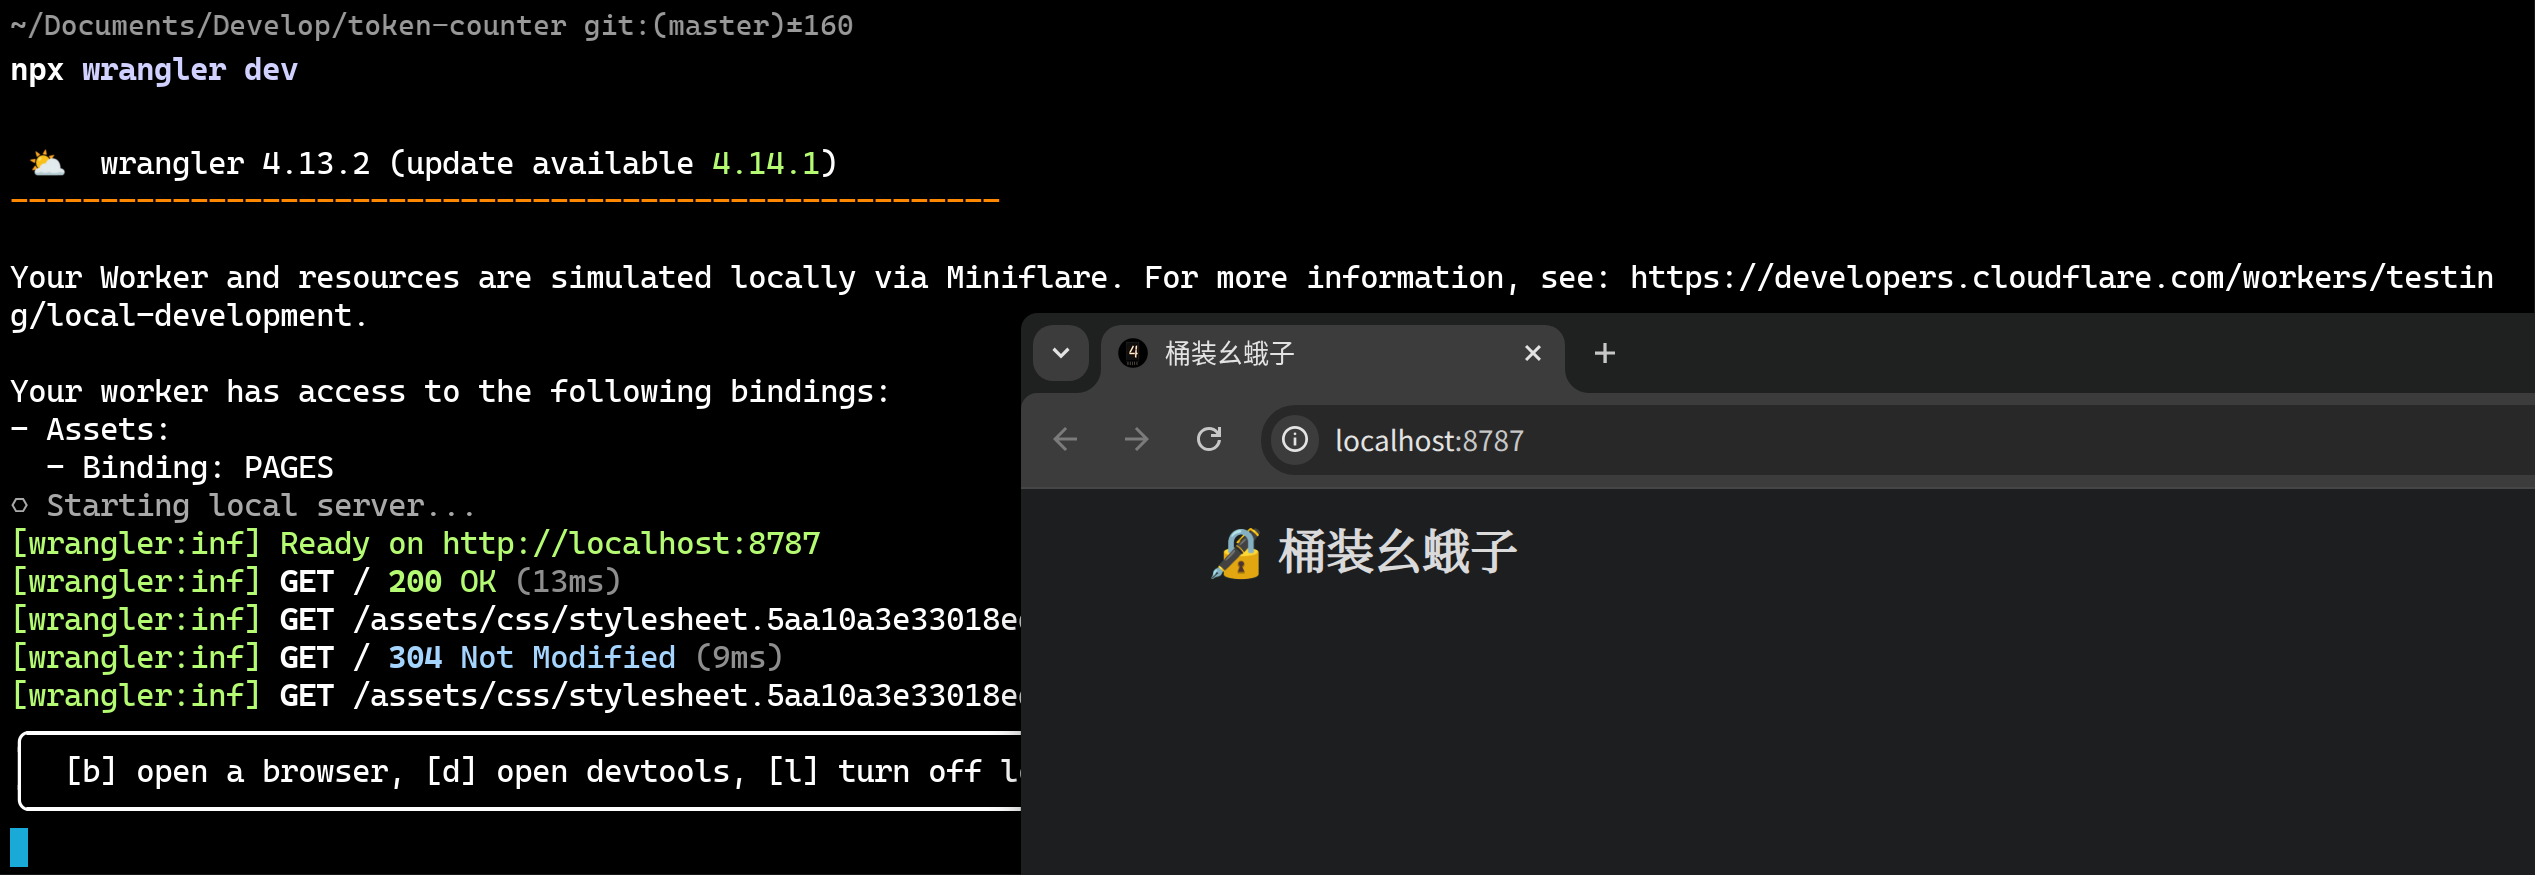 ~/Documents/Develop/token-counter git:(master)±160
npx wrangler dev
⛅ wrangler 4.13.2 (update available 4.14.1)
-------------------------------------------------------
Your Worker and resources are simulated locally via Miniflare. For more information, see: https://developers.cloudflare.com/workers/testin
g/local-development.
Your worker has access to the following bindings:
- Assets:
  - Binding: PAGES
⎔ Starting local server...
[wrangler:inf] Ready on http://localhost:8787
[wrangler:inf] GET / 200 OK (13ms)
[wrangler:inf] GET /assets/css/stylesheet.5aa10a3e33018e
[wrangler:inf] GET / 304 Not Modified (9ms)
[wrangler:inf] GET /assets/css/stylesheet.5aa10a3e33018e
[b] open a browser, [d] open devtools, [l] turn off l
4 桶装幺蛾子
localhost:8787
🔏 桶装幺蛾子